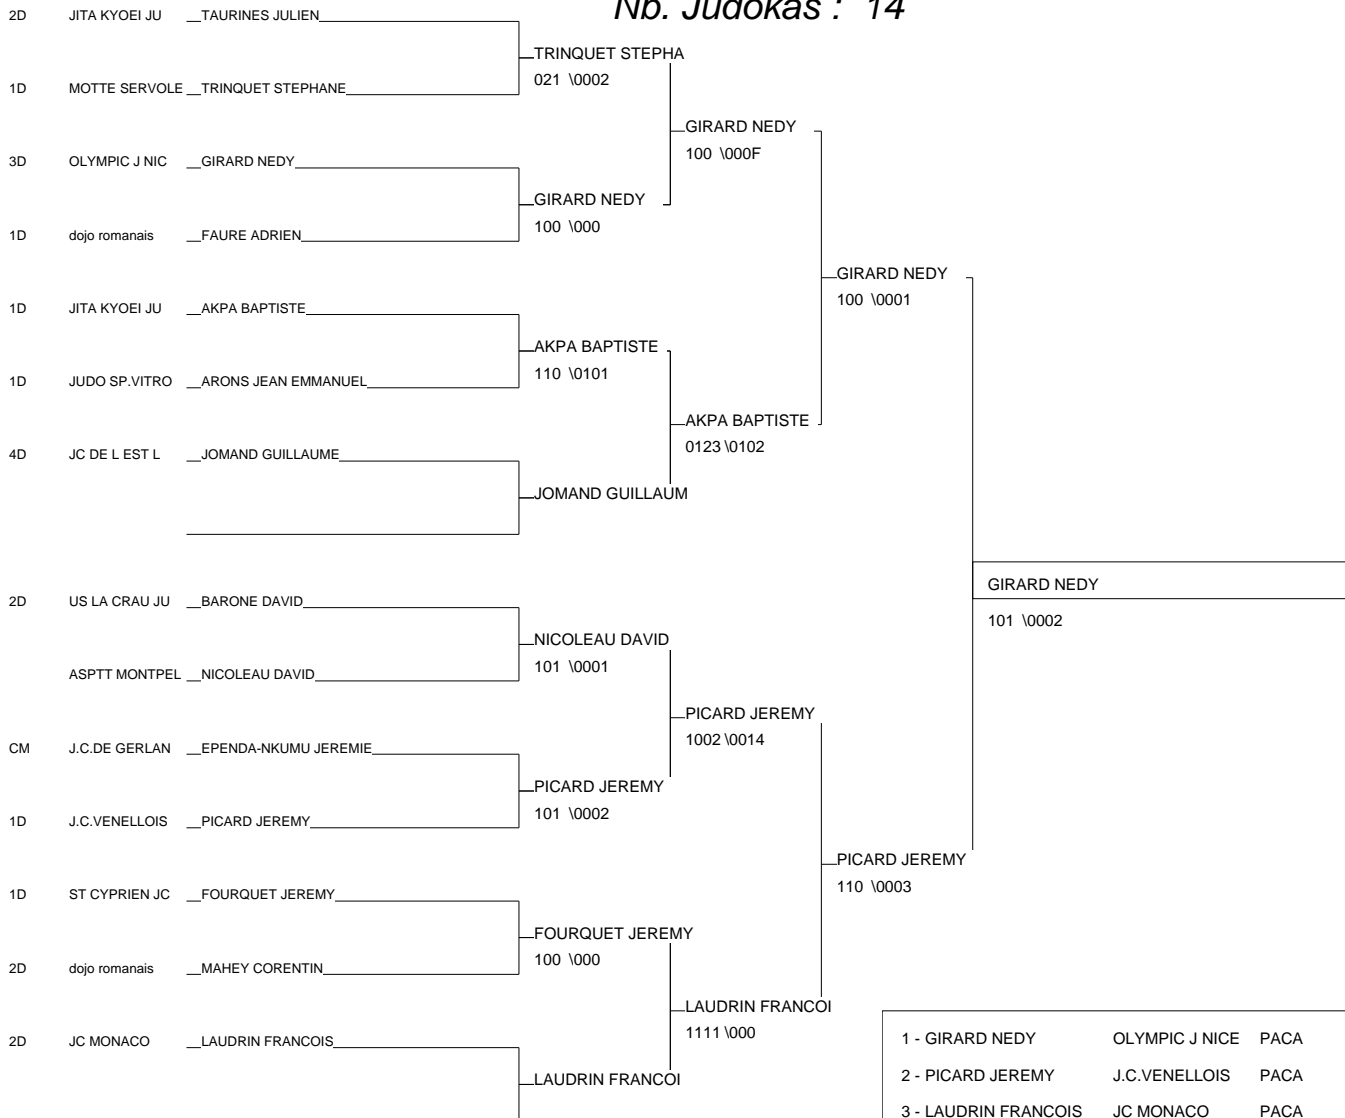 Nb. Judokas : 14
2D JITA KYOEI JU TAURINES JULIEN
TRINQUET STEPHA
021 \0002
1D MOTTE SERVOLE TRINQUET STEPHANE
GIRARD NEDY
100 \000F
3D OLYMPIC J NIC GIRARD NEDY
GIRARD NEDY
100 \000
1D dojo romanais FAURE ADRIEN
GIRARD NEDY
100 \0001
1D JITA KYOEI JU AKPA BAPTISTE
AKPA BAPTISTE
110 \0101
1D JUDO SP.VITRO ARONS JEAN EMMANUEL
AKPA BAPTISTE
0123 \0102
4D JC DE L EST L JOMAND GUILLAUME
JOMAND GUILLAUM
GIRARD NEDY
101 \0002
2D US LA CRAU JU BARONE DAVID
NICOLEAU DAVID
101 \0001
ASPTT MONTPEL NICOLEAU DAVID
PICARD JEREMY
1002 \0014
CM J.C.DE GERLAN EPENDA-NKUMU JEREMIE
PICARD JEREMY
101 \0002
1D J.C.VENELLOIS PICARD JEREMY
PICARD JEREMY
110 \0003
1D ST CYPRIEN JC FOURQUET JEREMY
FOURQUET JEREMY
100 \000
2D dojo romanais MAHEY CORENTIN
LAUDRIN FRANCOI
1111 \000
2D JC MONACO LAUDRIN FRANCOIS
LAUDRIN FRANCOI
1 - GIRARD NEDY OLYMPIC J NICE PACA
2 - PICARD JEREMY J.C.VENELLOIS PACA
3 - LAUDRIN FRANCOIS JC MONACO PACA